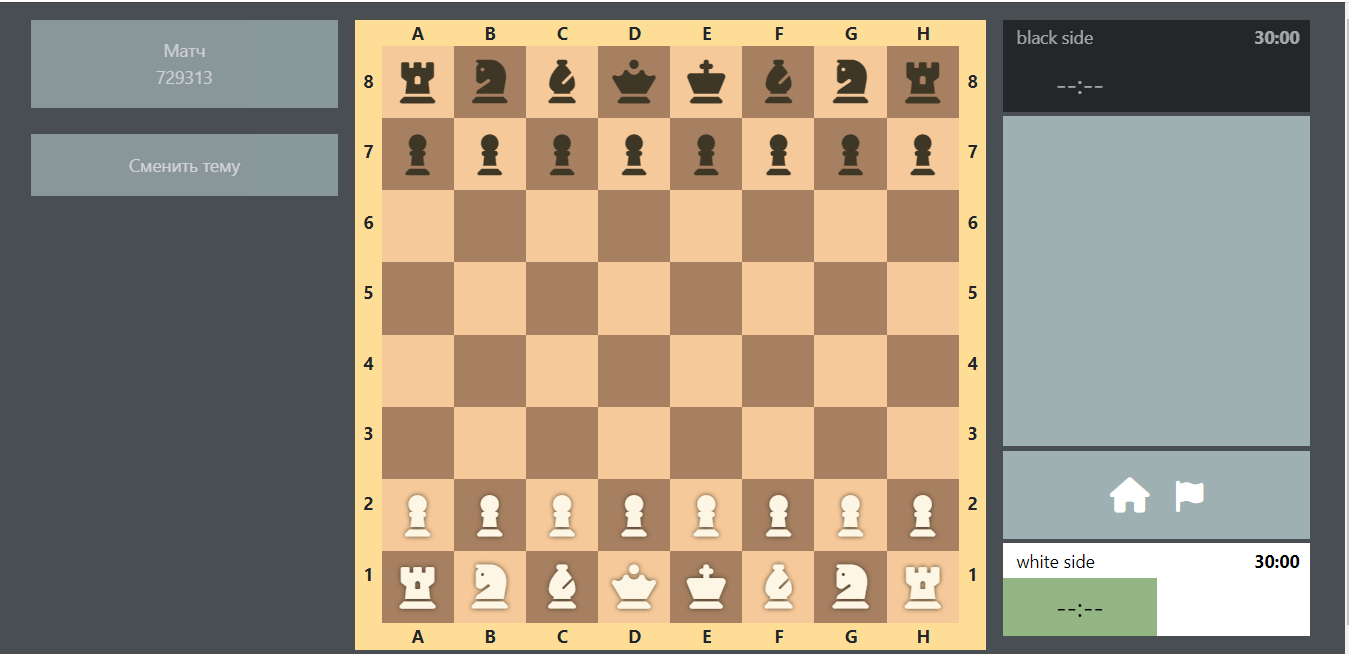 Матч
729313
Сменить тему
A B C D E F G H
8 8
7 7
6 6
5 5
4 4
3 3
2 2
1 1
A B C D E F G H
black side 30:00
--:--
white side 30:00
--:--